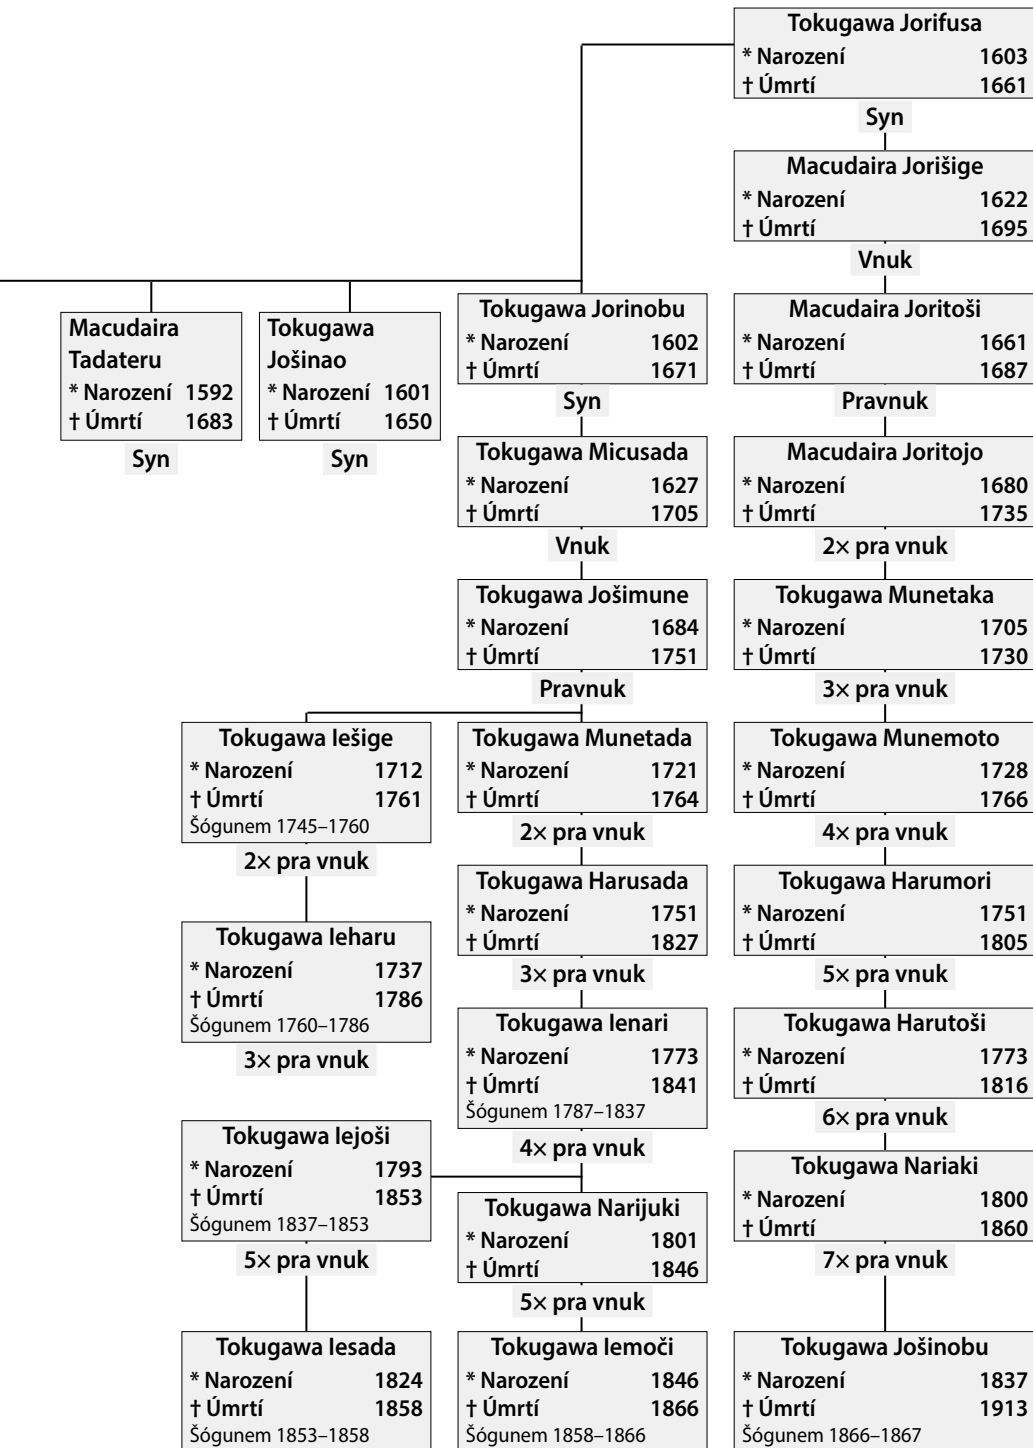 Tokugawa Jorifusa
* Narození 1603
† Úmrtí 1661
Syn
Macudaira Jorišige
* Narození 1622
† Úmrtí 1695
Vnuk
Macudaira
Tadateru
* Narození 1592
† Úmrtí 1683
Syn
Tokugawa
Jošinao
* Narození 1601
† Úmrtí 1650
Syn
Tokugawa Jorinobu
* Narození 1602
† Úmrtí 1671
Syn
Macudaira Joritoši
* Narození 1661
† Úmrtí 1687
Pravnuk
Tokugawa Micusada
* Narození 1627
† Úmrtí 1705
Vnuk
Macudaira Joritojo
* Narození 1680
† Úmrtí 1735
2× pra vnuk
Tokugawa Jošimune
* Narození 1684
† Úmrtí 1751
Pravnuk
Tokugawa Munetaka
* Narození 1705
† Úmrtí 1730
3× pra vnuk
Tokugawa Iešige
* Narození 1712
† Úmrtí 1761
Šógunem 1745–1760
2× pra vnuk
Tokugawa Munetada
* Narození 1721
† Úmrtí 1764
2× pra vnuk
Tokugawa Munemoto
* Narození 1728
† Úmrtí 1766
4× pra vnuk
Tokugawa Ieharu
* Narození 1737
† Úmrtí 1786
Šógunem 1760–1786
3× pra vnuk
Tokugawa Harusada
* Narození 1751
† Úmrtí 1827
3× pra vnuk
Tokugawa Harumori
* Narození 1751
† Úmrtí 1805
5× pra vnuk
Tokugawa Ienari
* Narození 1773
† Úmrtí 1841
Šógunem 1787–1837
4× pra vnuk
Tokugawa Harutoši
* Narození 1773
† Úmrtí 1816
6× pra vnuk
Tokugawa Iejoši
* Narození 1793
† Úmrtí 1853
Šógunem 1837–1853
5× pra vnuk
Tokugawa Narijuki
* Narození 1801
† Úmrtí 1846
5× pra vnuk
Tokugawa Nariaki
* Narození 1800
† Úmrtí 1860
7× pra vnuk
Tokugawa Iesada
* Narození 1824
† Úmrtí 1858
Šógunem 1853–1858
Tokugawa Iemoči
* Narození 1846
† Úmrtí 1866
Šógunem 1858–1866
Tokugawa Jošinobu
* Narození 1837
† Úmrtí 1913
Šógunem 1866–1867